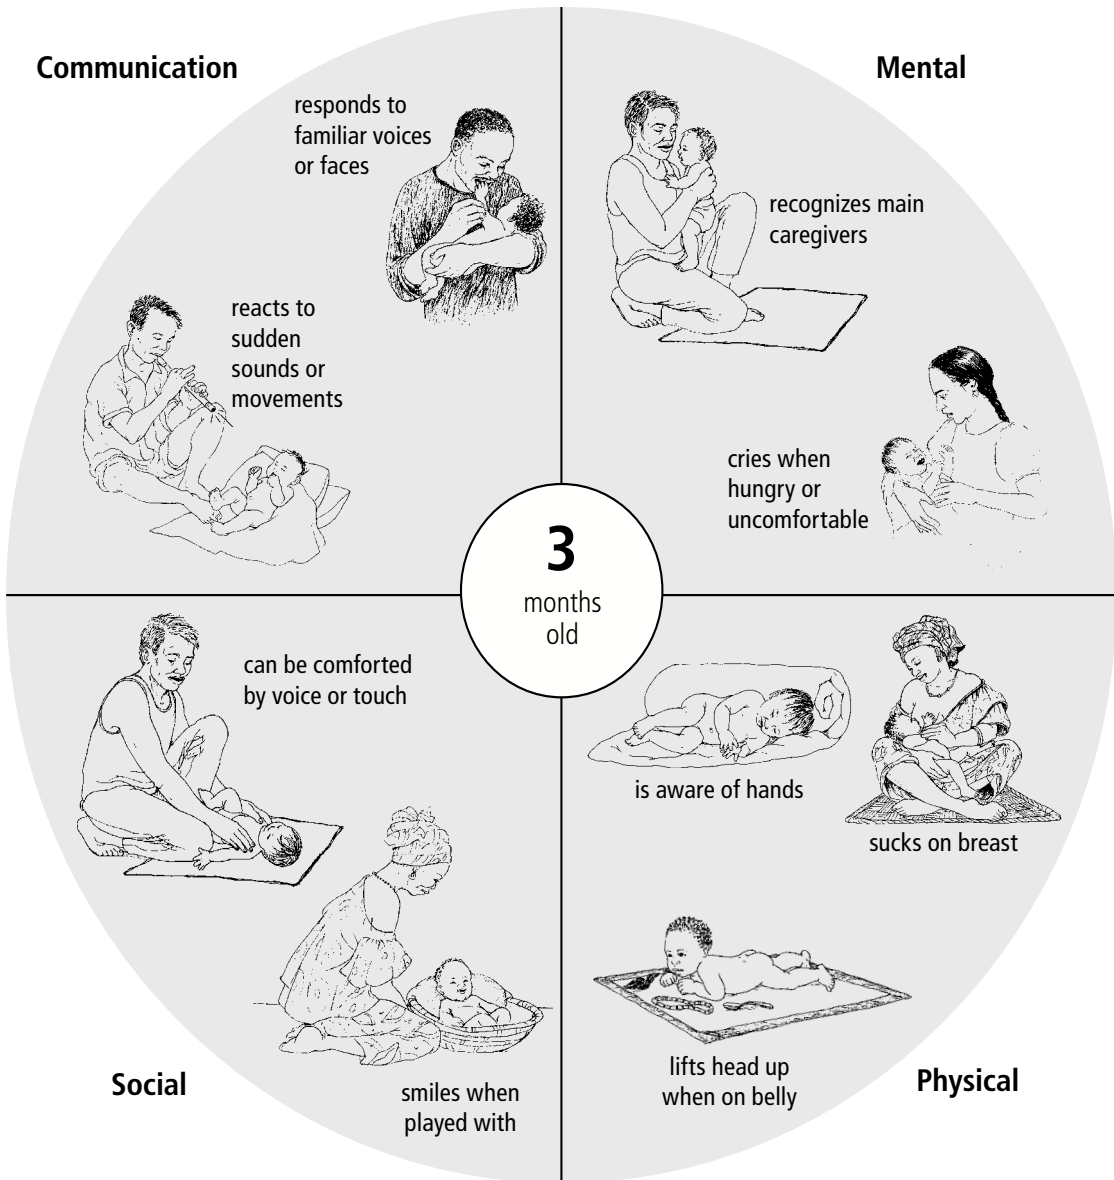 Communication
responds to
familiar voices
or faces
reacts to
sudden
sounds or
movements
Mental
recognizes main
caregivers
cries when
hungry or
uncomfortable
3
months
old
can be comforted
by voice or touch
Social
smiles when
played with
is aware of hands
sucks on breast
lifts head up
when on belly
Physical